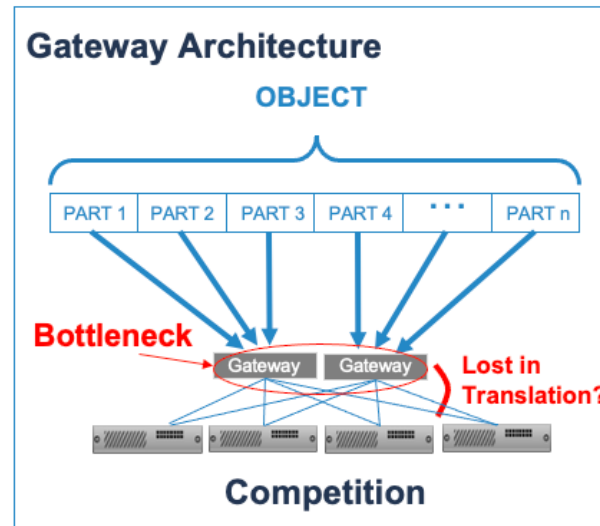 Gateway Architecture
OBJECT
PART 1 PART 2 PART 3 PART 4 ... PART n
Bottleneck
Gateway Gateway
Lost in
Translation?
Competition